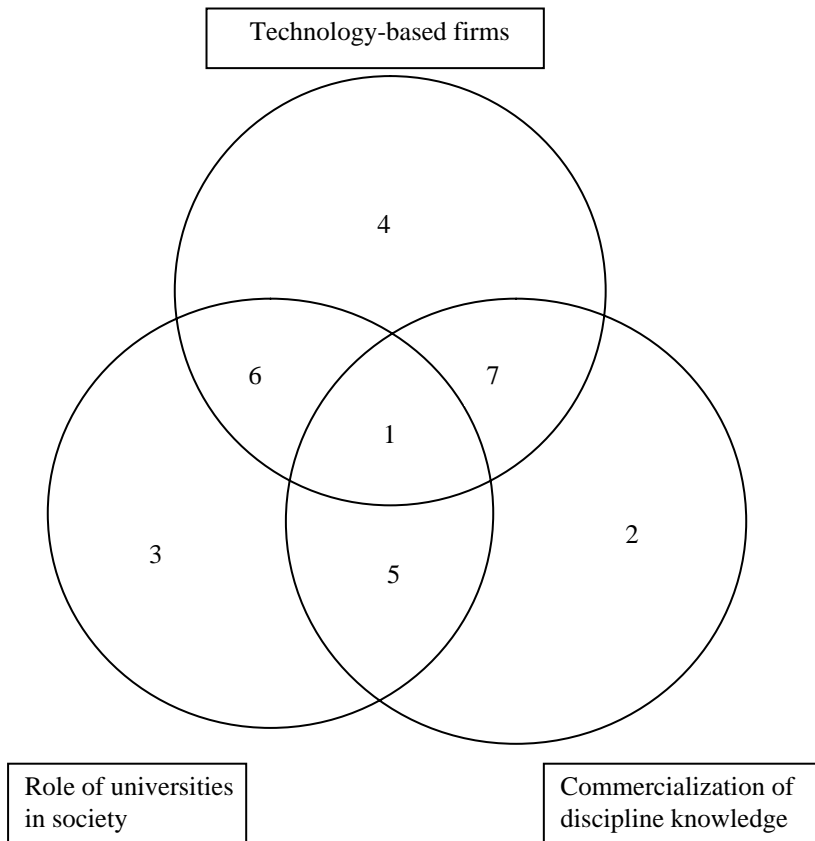 Technology-based firms
4
6
7
1
3
5
2
Role of universities
in society
Commercialization of
discipline knowledge